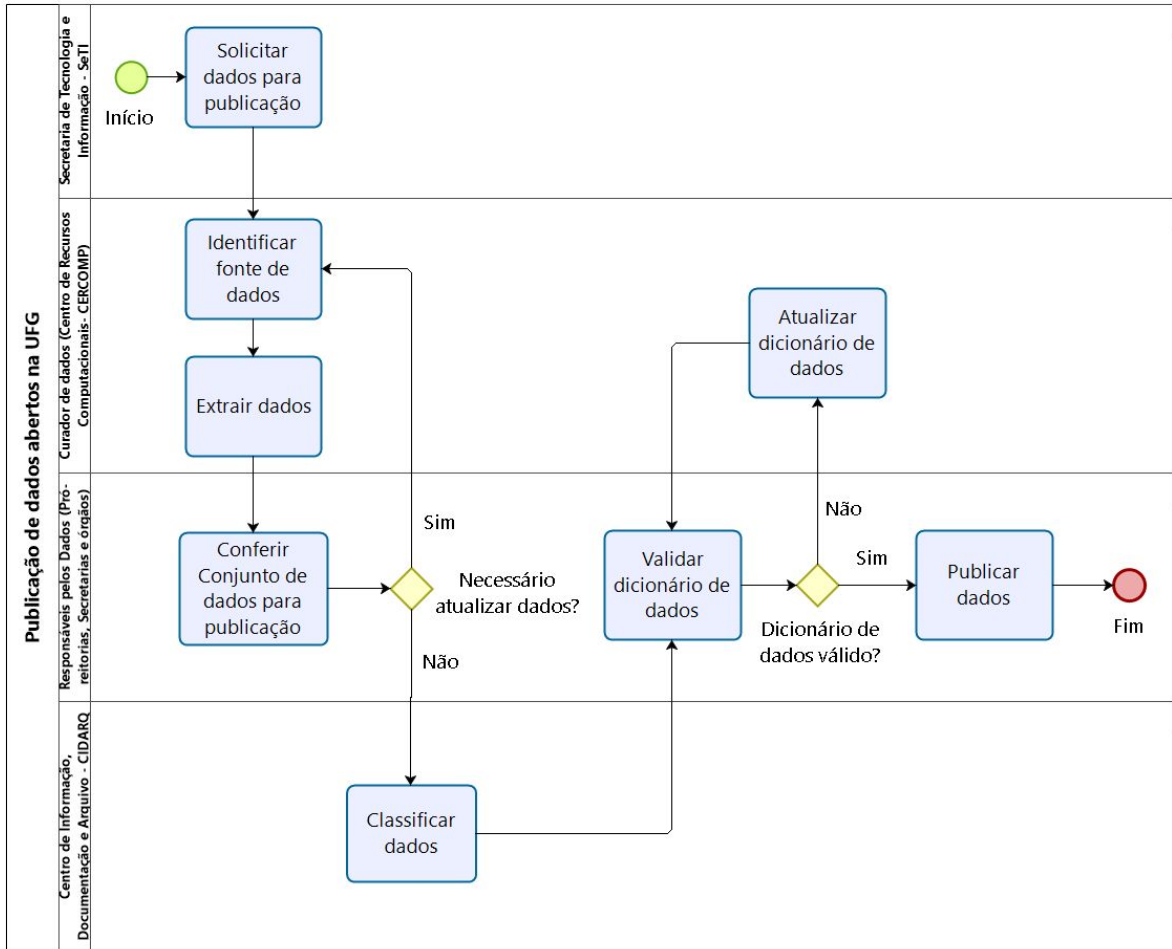 Publicação de dados abertos na UFG
Secretaria de Tecnologia e
Informação - SeTI
Início
Solicitar
dados para
publicação
Curador de dados (Centro de Recursos
Computacionais- CERCOMP)
Identificar
fonte de
dados
Extrair dados
Atualizar
dicionário de
dados
Responsáveis pelos Dados (Pró-
reitorias, Secretarias e órgãos)
Conferir
Conjunto de
dados para
publicação
Sim
Necessário
atualizar dados?
Não
Validar
dicionário de
dados
Não
Sim
Dicionário de
dados válido?
Publicar
dados
Fim
Centro de Informação,
Documentação e Arquivo - CIDARQ
Classificar
dados